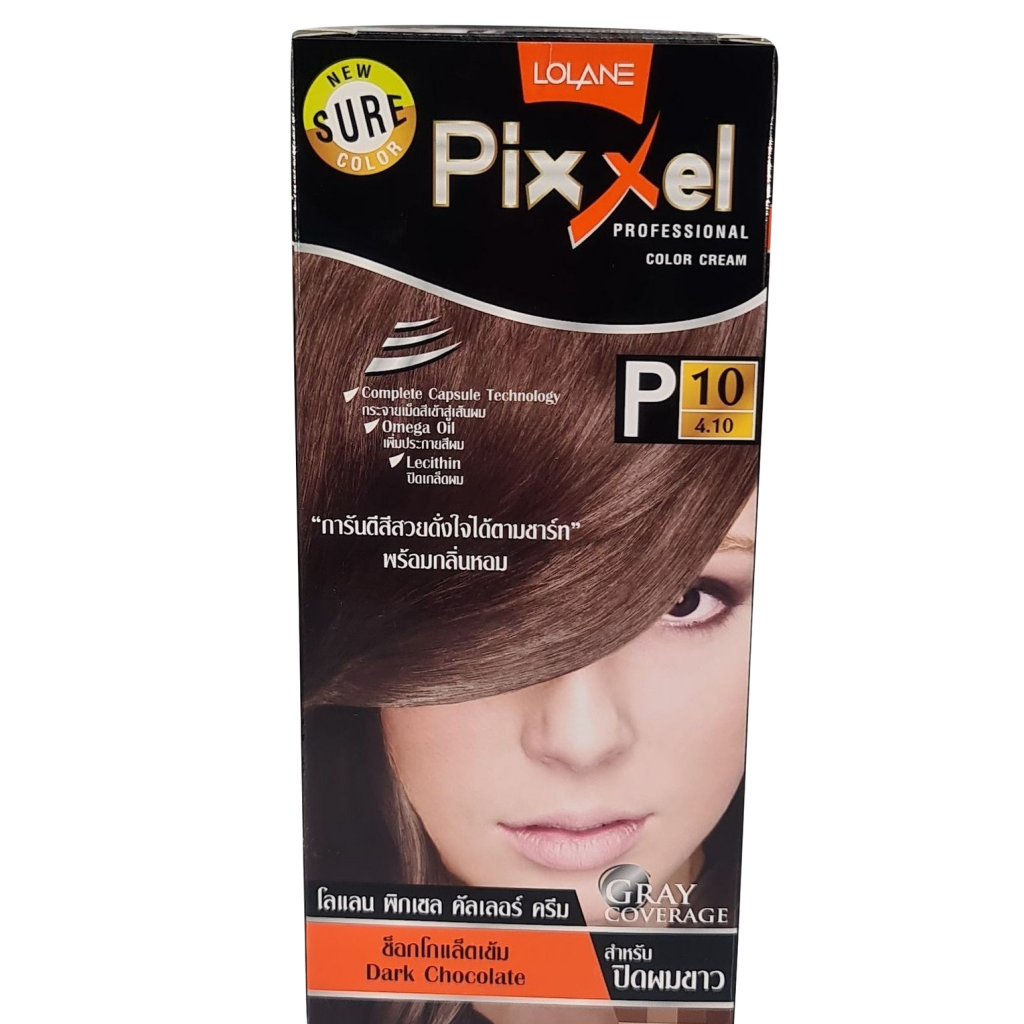 NEW
SURE
COLOR
LOLANE
Pixxel
PROFESSIONAL
COLOR CREAM
P 10
4.10
Complete Capsule Technology
กระจายเม็ดสีเข้าสู่เส้นผม
Omega Oil
เพิ่มประกายสีผม
Lecithin
ปิดเกล็ดผม
“การันตีสีสวยดั่งใจได้ตามชาร์ท”
พร้อมกลิ่นหอม
GRAY
COVERAGE
โลแลน พิกเซล คัลเลอร์ ครีม
ช็อกโกแล็ตเข้ม
Dark Chocolate
สำหรับ
ปิดผมขาว